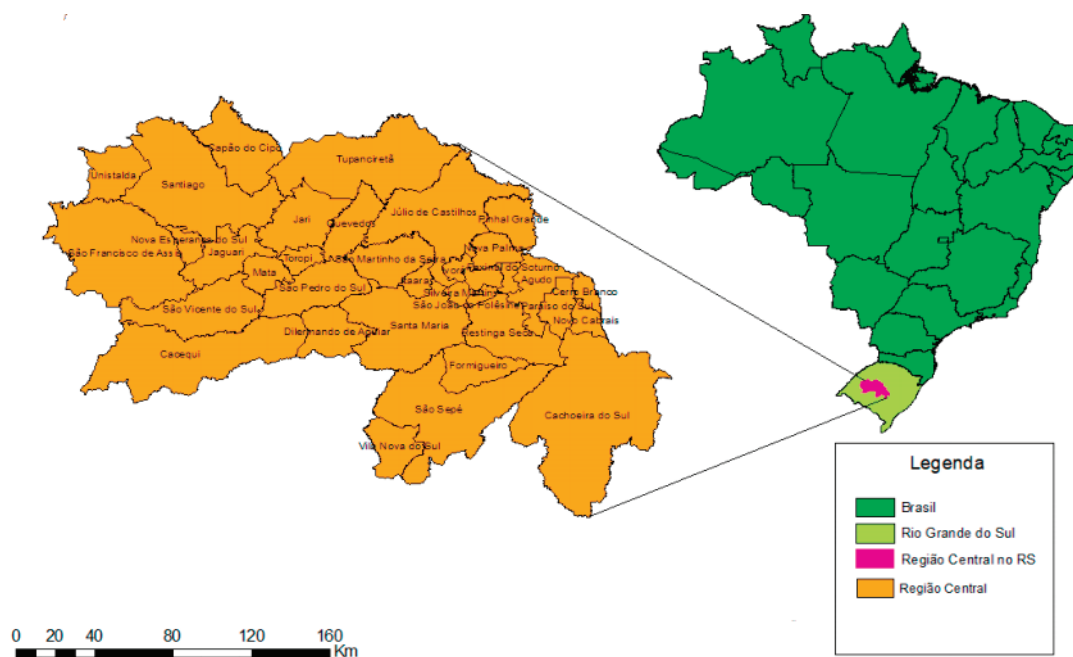 Capão do Cipó
Tupanciretã
Unistalda
Santiago
Júlio de Castilhos
Jari
Quevedos
Pinhal Grande
Nova Esperança do Sul
São Francisco de Assis
Jaguari
Toropi
São Martinho da Serra
Nova Palma
Ivorá
Mata
Itaara
Agudo
São Pedro do Sul
Silveira Martins
Cerro Branco
São Vicente do Sul
São João do Polêsine
Paraíso do Sul
Dilermando de Aguiar
Santa Maria
Restinga Seca
Novo Cabrais
Cacequi
Formigueiro
São Sepé
Cachoeira do Sul
Vila Nova do Sul
Legenda
Brasil
Rio Grande do Sul
Região Central no RS
Região Central
0 20 40 80 120 160
Km